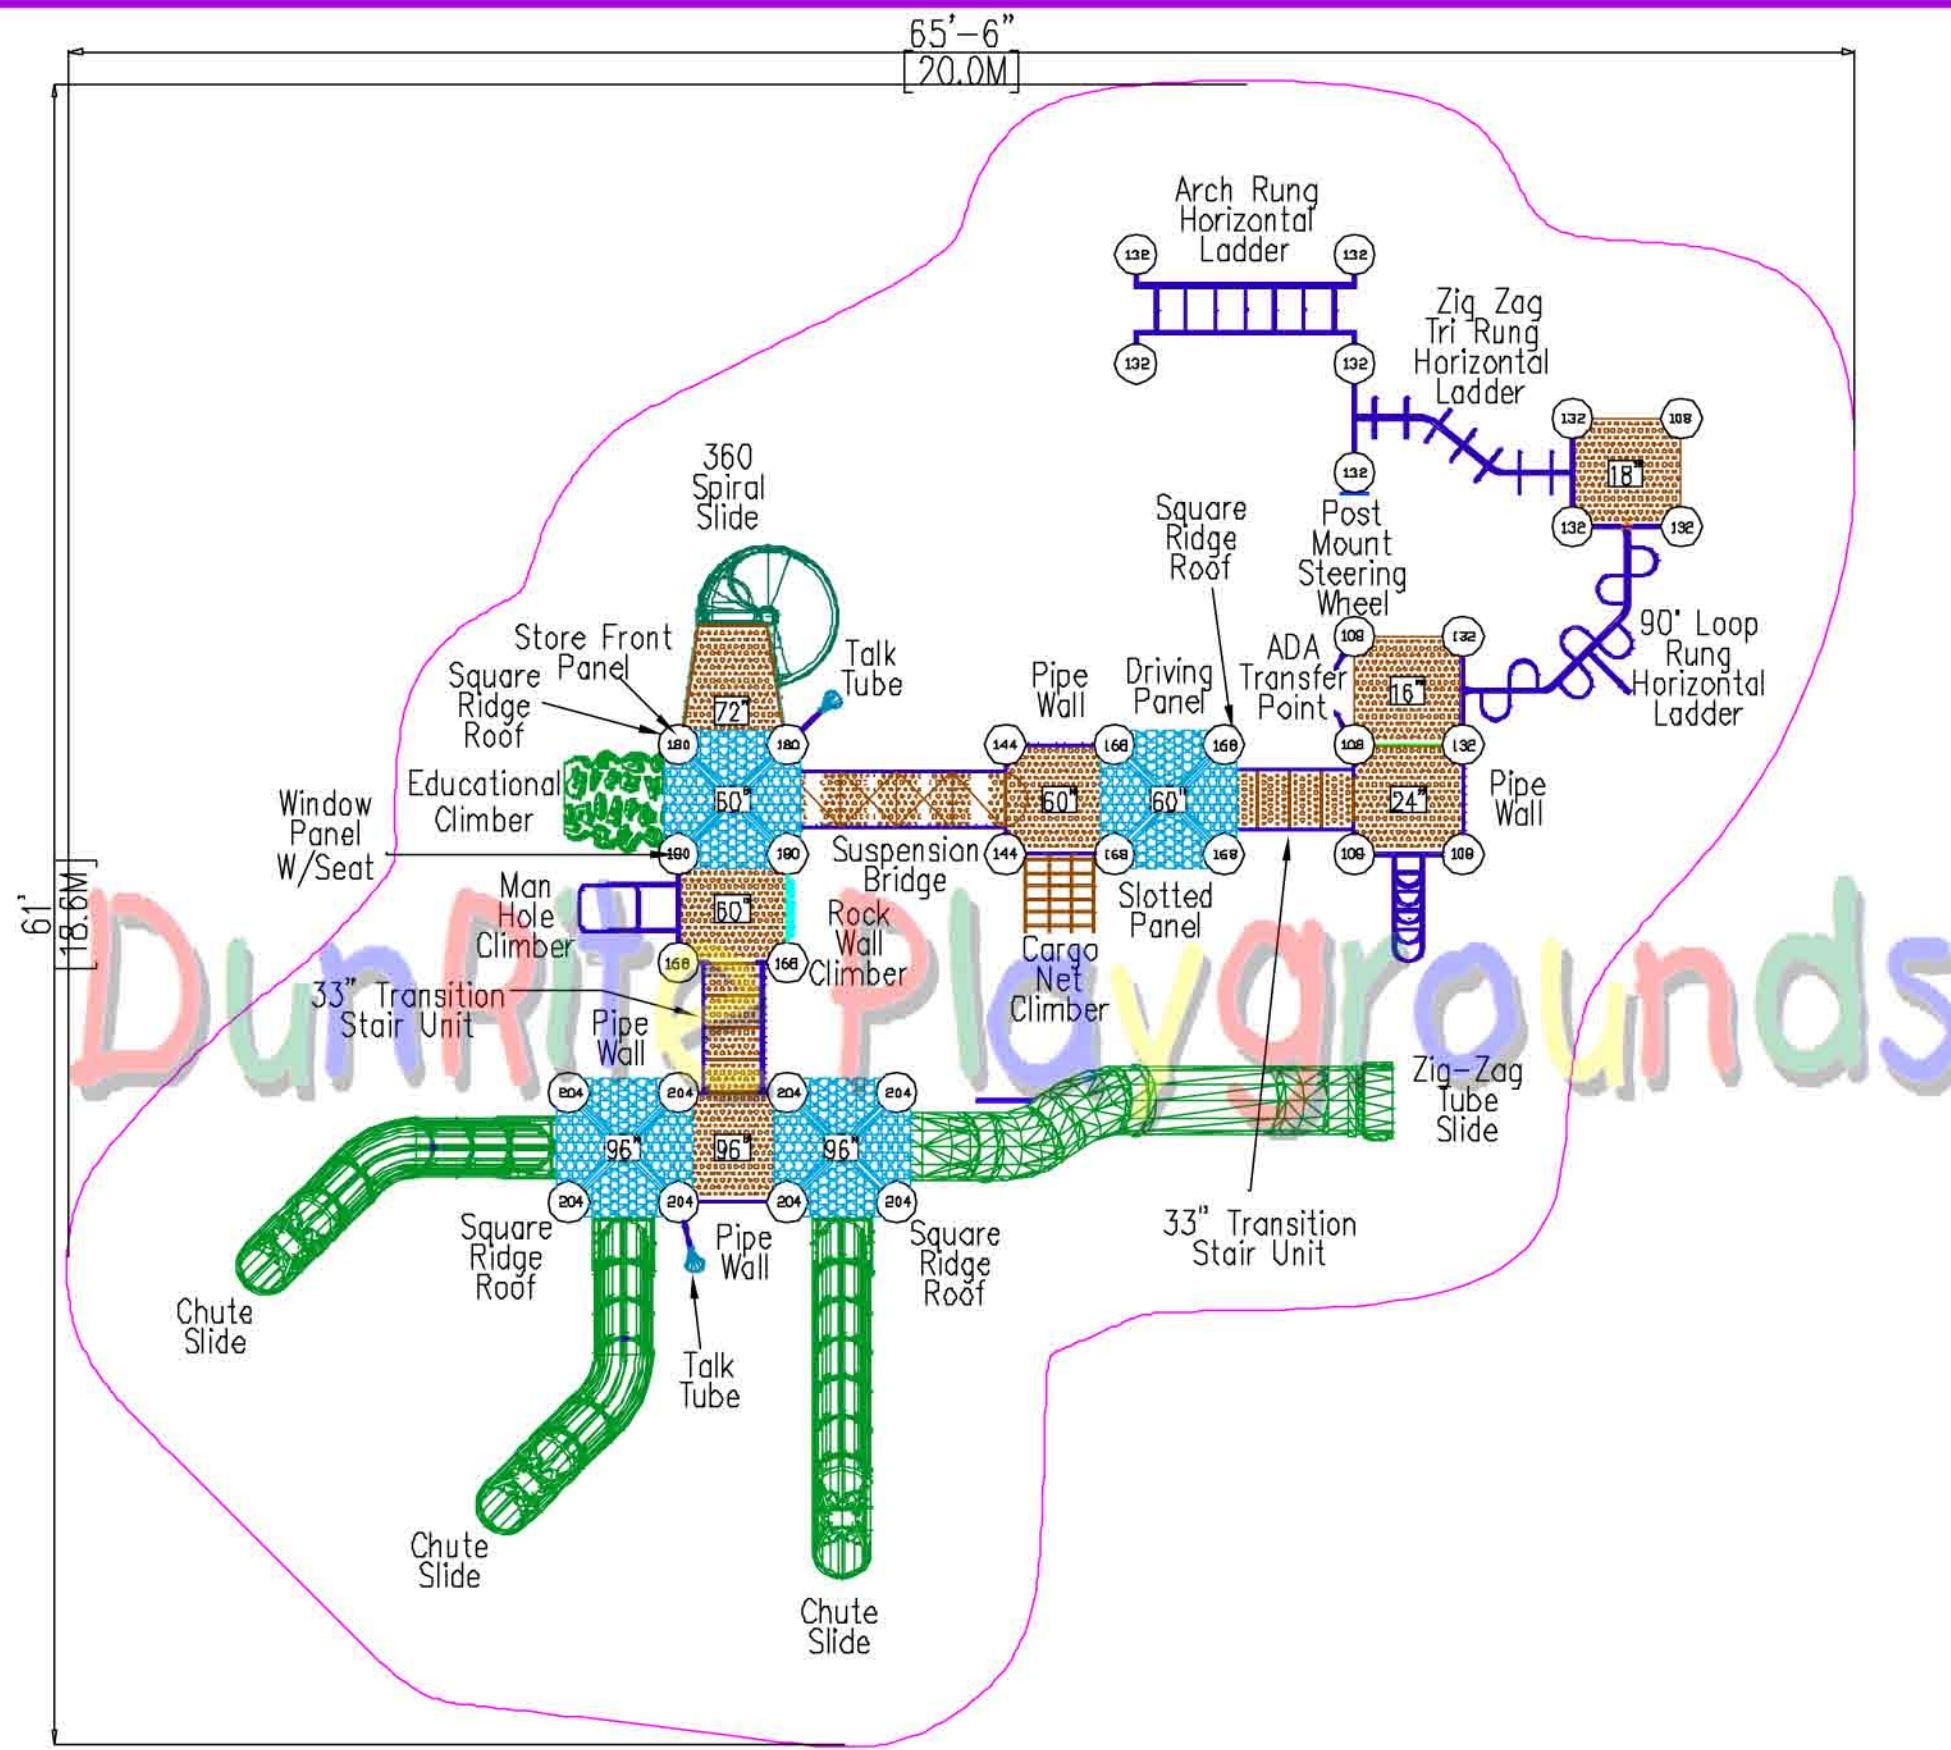 65'-6"
[20.0M]
61'
[18.6M]
Arch Rung
Horizontal
Ladder
132
132
132
132
Zig Zag
Tri Rung
Horizontal
Ladder
132
108
18"
132
132
132
Post
Mount
Steering
Wheel
360
Spiral
Slide
Square
Ridge
Roof
Store Front
Panel
Square
Ridge
Roof
Talk
Tube
72"
180
180
Pipe
Wall
Driving
Panel
ADA
Transfer
Point
108
132
16"
90° Loop
Rung
Horizontal
Ladder
144
168
168
108
132
Educational
Climber
60"
60"
60"
24"
Pipe
Wall
Window
Panel
W/Seat
180
180
Suspension
Bridge
144
168
168
108
108
Man
Hole
Climber
60"
Rock
Wall
Climber
Slotted
Panel
Cargo
Net
Climber
168
168
DunRite Playgrounds
33" Transition
Stair Unit
Pipe
Wall
204
204
204
204
96"
96"
96"
Zig-Zag
Tube
Slide
204
204
204
204
Square
Ridge
Roof
Pipe
Wall
Square
Ridge
Roof
33" Transition
Stair Unit
Chute
Slide
Talk
Tube
Chute
Slide
Chute
Slide